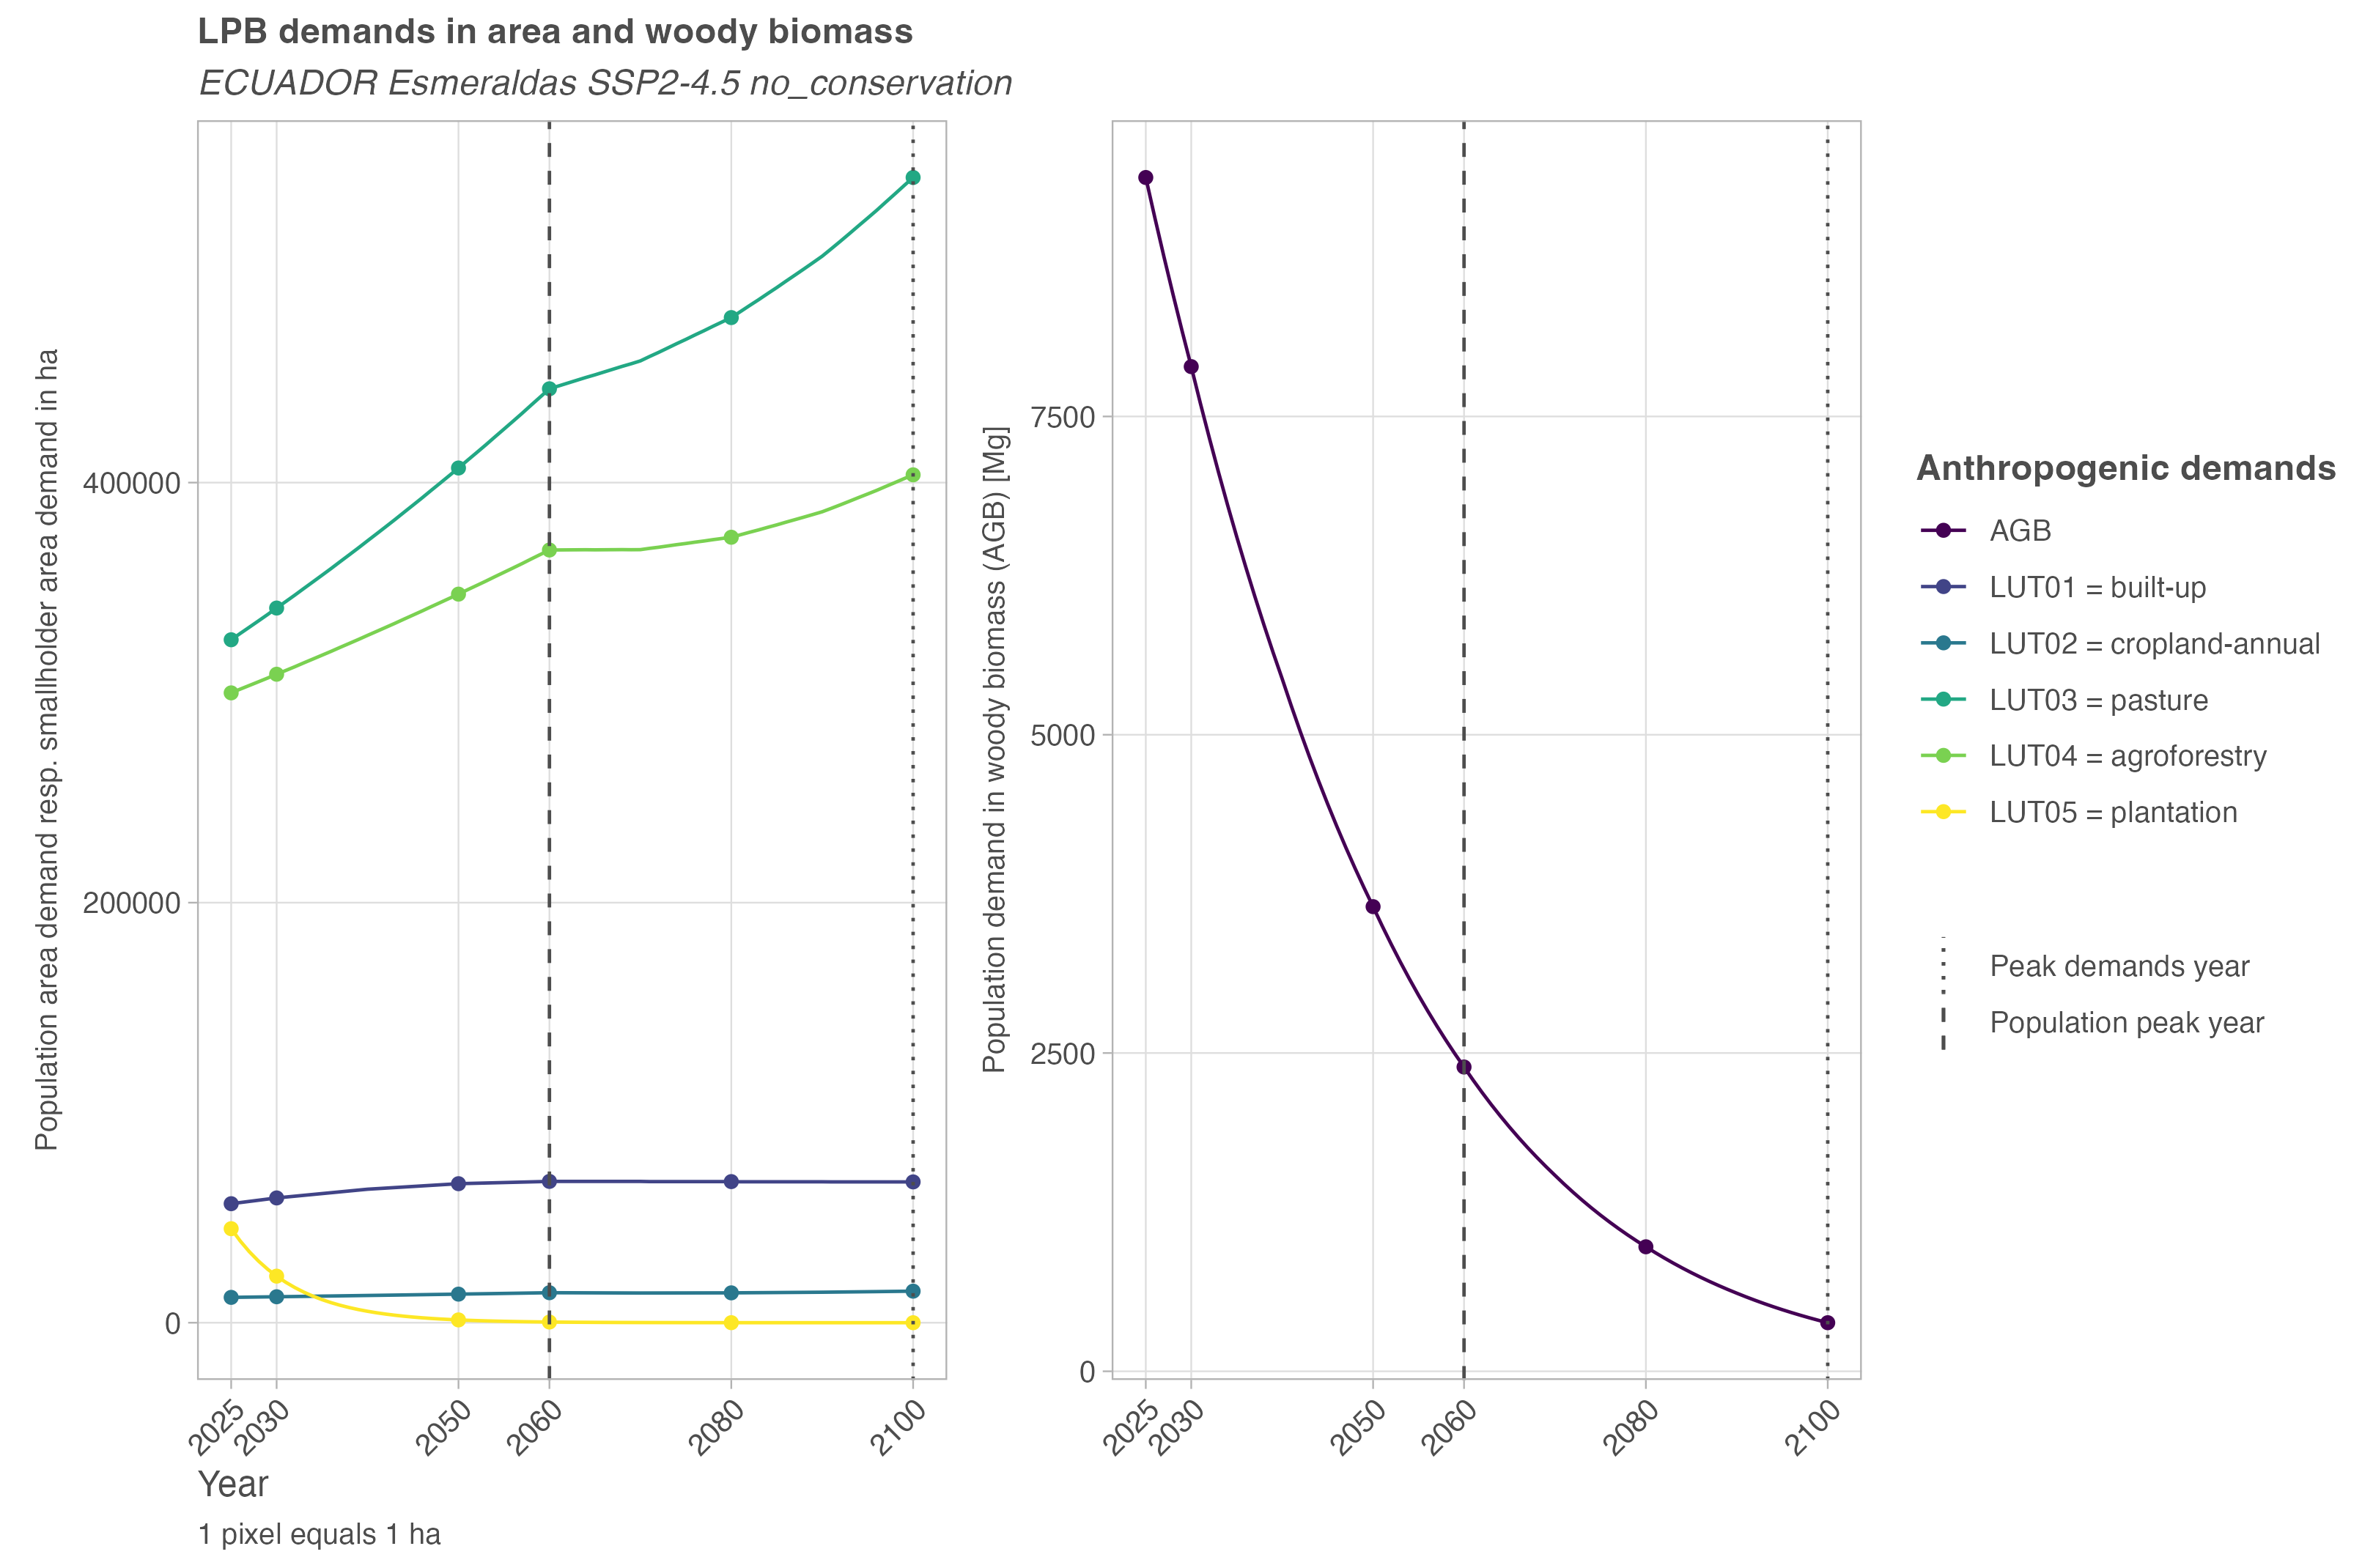 LPB demands in area and woody biomass
ECUADOR Esmeraldas SSP2-4.5 no_conservation
Population area demand resp. smallholder area demand in ha
400000
200000
0
2025
2030
2050
2060
2080
2100
Year
1 pixel equals 1 ha
Population demand in woody biomass (AGB) [Mg]
7500
5000
2500
0
2025
2030
2050
2060
2080
2100
Anthropogenic demands
AGB
LUT01 = built-up
LUT02 = cropland-annual
LUT03 = pasture
LUT04 = agroforestry
LUT05 = plantation
Peak demands year
Population peak year